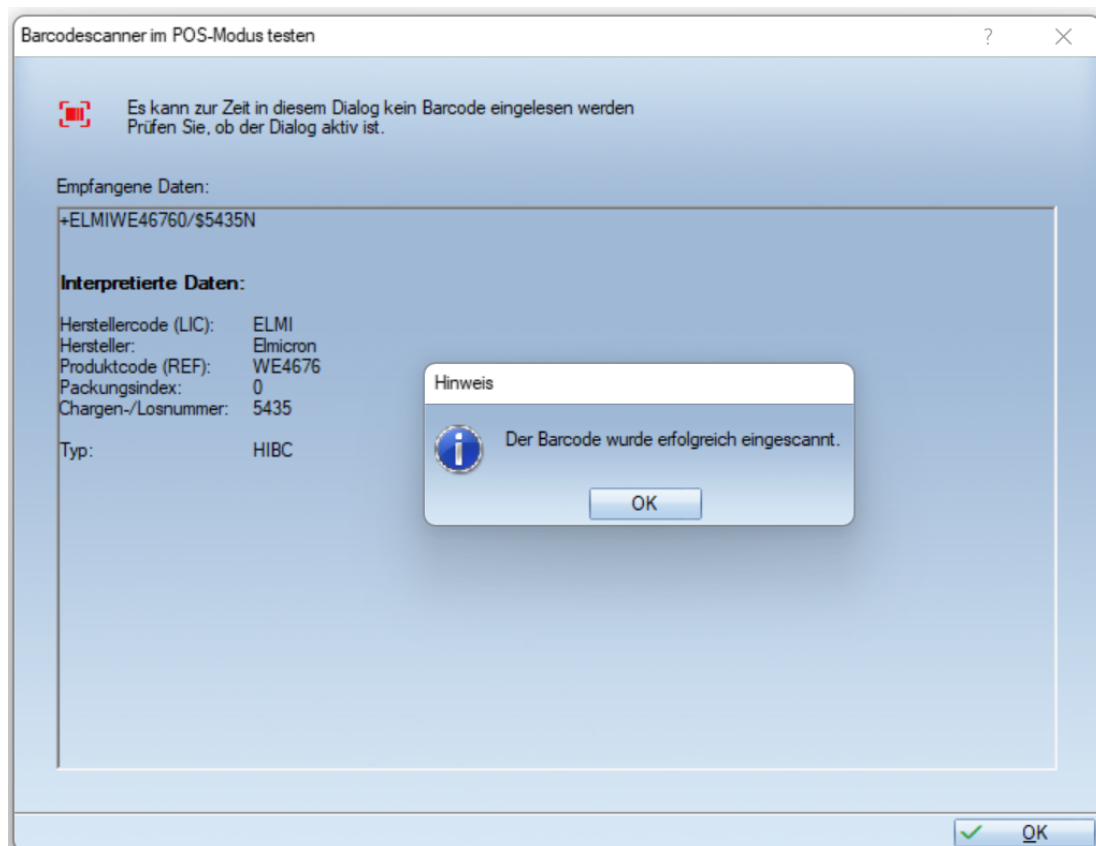 Barcodescanner im POS-Modus testen
Es kann zur Zeit in diesem Dialog kein Barcode eingelesen werden
Prüfen Sie, ob der Dialog aktiv ist.
Empfangene Daten:
+ELMIWE46760/$5435N
Interpretierte Daten:
Herstellercode (LIC): ELMI
Hersteller: Elmicron
Produktcode (REF): WE4676
Packungsindex: 0
Chargen-/Losnummer: 5435
Typ: HIBC
Hinweis
Der Barcode wurde erfolgreich eingescannt.
OK
OK